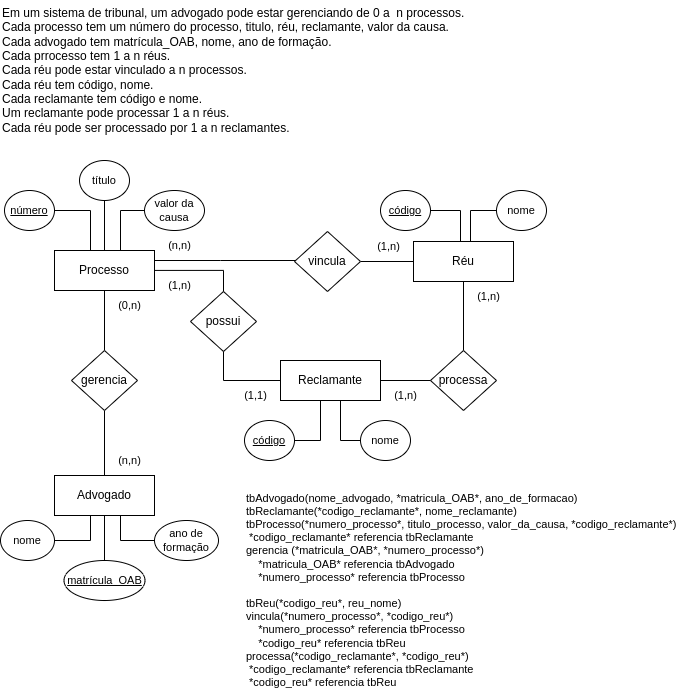 Em um sistema de tribunal, um advogado pode estar gerenciando de 0 a  n processos.
Cada processo tem um número do processo, titulo, réu, reclamante, valor da causa.
Cada advogado tem matrícula_OAB, nome, ano de formação.
Cada prrocesso tem 1 a n réus.
Cada réu pode estar vinculado a n processos.
Cada réu tem código, nome.
Cada reclamante tem código e nome.
Um reclamante pode processar 1 a n réus.
Cada réu pode ser processado por 1 a n reclamantes.
título
número
valor da
causa
código
nome
(n,n)
(1,n)
Processo
vincula
Réu
(1,n)
(1,n)
(0,n)
possui
gerencia
Reclamante
processa
(1,1)
(1,n)
código
nome
(n,n)
Advogado
nome
ano de
formação
matrícula_OAB
tbAdvogado(nome_advogado, *matricula_OAB*, ano_de_formacao)
tbReclamante(*codigo_reclamante*, nome_reclamante)
tbProcesso(*numero_processo*, titulo_processo, valor_da_causa, *codigo_reclamante*)
*codigo_reclamante* referencia tbReclamante
gerencia (*matricula_OAB*, *numero_processo*)
*matricula_OAB* referencia tbAdvogado
*numero_processo* referencia tbProcesso
tbReu(*codigo_reu*, reu_nome)
vincula(*numero_processo*, *codigo_reu*)
*numero_processo* referencia tbProcesso
*codigo_reu* referencia tbReu
processa(*codigo_reclamante*, *codigo_reu*)
*codigo_reclamante* referencia tbReclamante
*codigo_reu* referencia tbReu